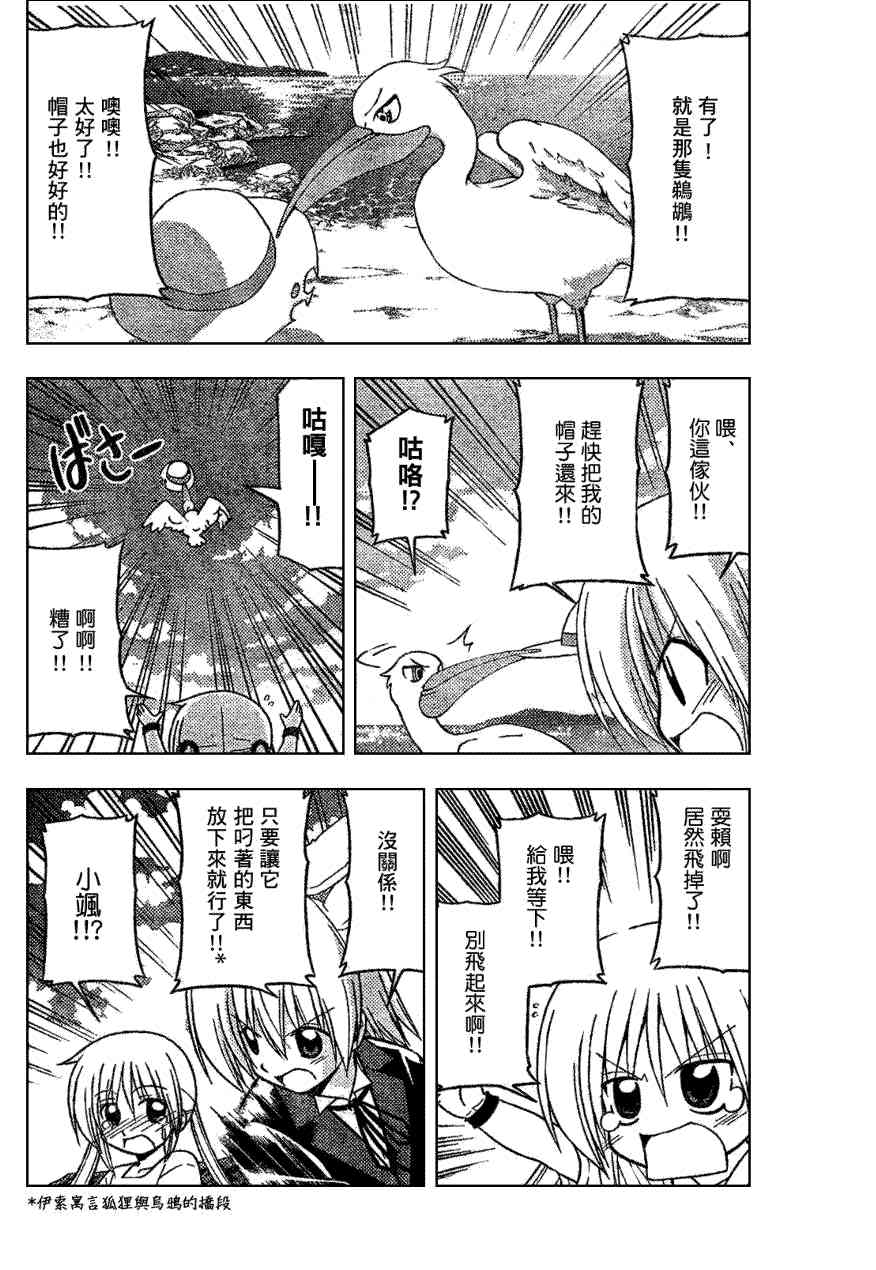 有了！
就是那隻鵜鶘!!
噢噢!!
太好了!!
帽子也好好的!!
喂、
你這傢伙!!
趕快把我的
帽子還來!!
咕咯!?
咕嘎——!!
ばさー
啊啊!!
糟了!!
耍賴啊
居然飛掉了!!
喂!!
給我等下!!
別飛起來啊!!
沒關係!!
只要讓它
把叼著的東西
放下來就行了!!*
小颯!!?
*伊索寓言狐狸與烏鴉的橋段